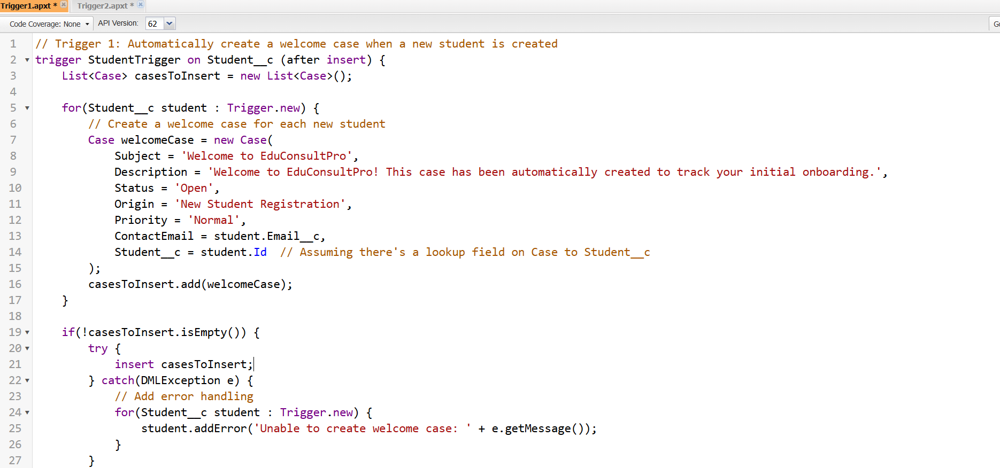 Trigger1.apxt * Trigger2.apxt *
Code Coverage: None API Version: 62 Go
1 // Trigger 1: Automatically create a welcome case when a new student is created
2 trigger StudentTrigger on Student__c (after insert) {
3 List<Case> casesToInsert = new List<Case>();
4
5 for(Student__c student : Trigger.new) {
6 // Create a welcome case for each new student
7 Case welcomeCase = new Case(
8 Subject = 'Welcome to EduConsultPro',
9 Description = 'Welcome to EduConsultPro! This case has been automatically created to track your initial onboarding.',
10 Status = 'Open',
11 Origin = 'New Student Registration',
12 Priority = 'Normal',
13 ContactEmail = student.Email__c,
14 Student__c = student.Id // Assuming there's a lookup field on Case to Student__c
15 );
16 casesToInsert.add(welcomeCase);
17 }
18
19 if(!casesToInsert.isEmpty()) {
20 try {
21 insert casesToInsert;
22 } catch(DMLException e) {
23 // Add error handling
24 for(Student__c student : Trigger.new) {
25 student.addError('Unable to create welcome case: ' + e.getMessage());
26 }
27 }